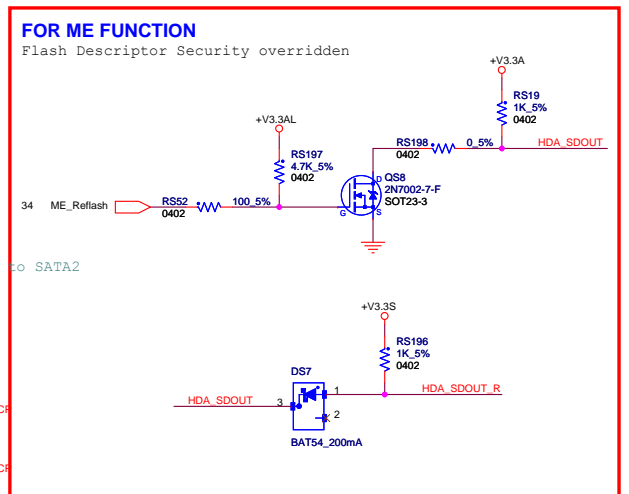 FOR ME FUNCTION
Flash Descriptor Security overridden
+V3.3A
RS19
1K_5%
0402
+V3.3AL
RS197
4.7K_5%
0402
RS198 0_5%
0402
HDA_SDOUT
D
QS8
2N7002-7-F
SOT23-3
G
S
34 ME_Reflash
RS52 100_5%
0402
to SATA2
+V3.3S
RS196
1K_5%
0402
DS7
HDA_SDOUT
3
1
HDA_SDOUT_R
2
BAT54_200mA